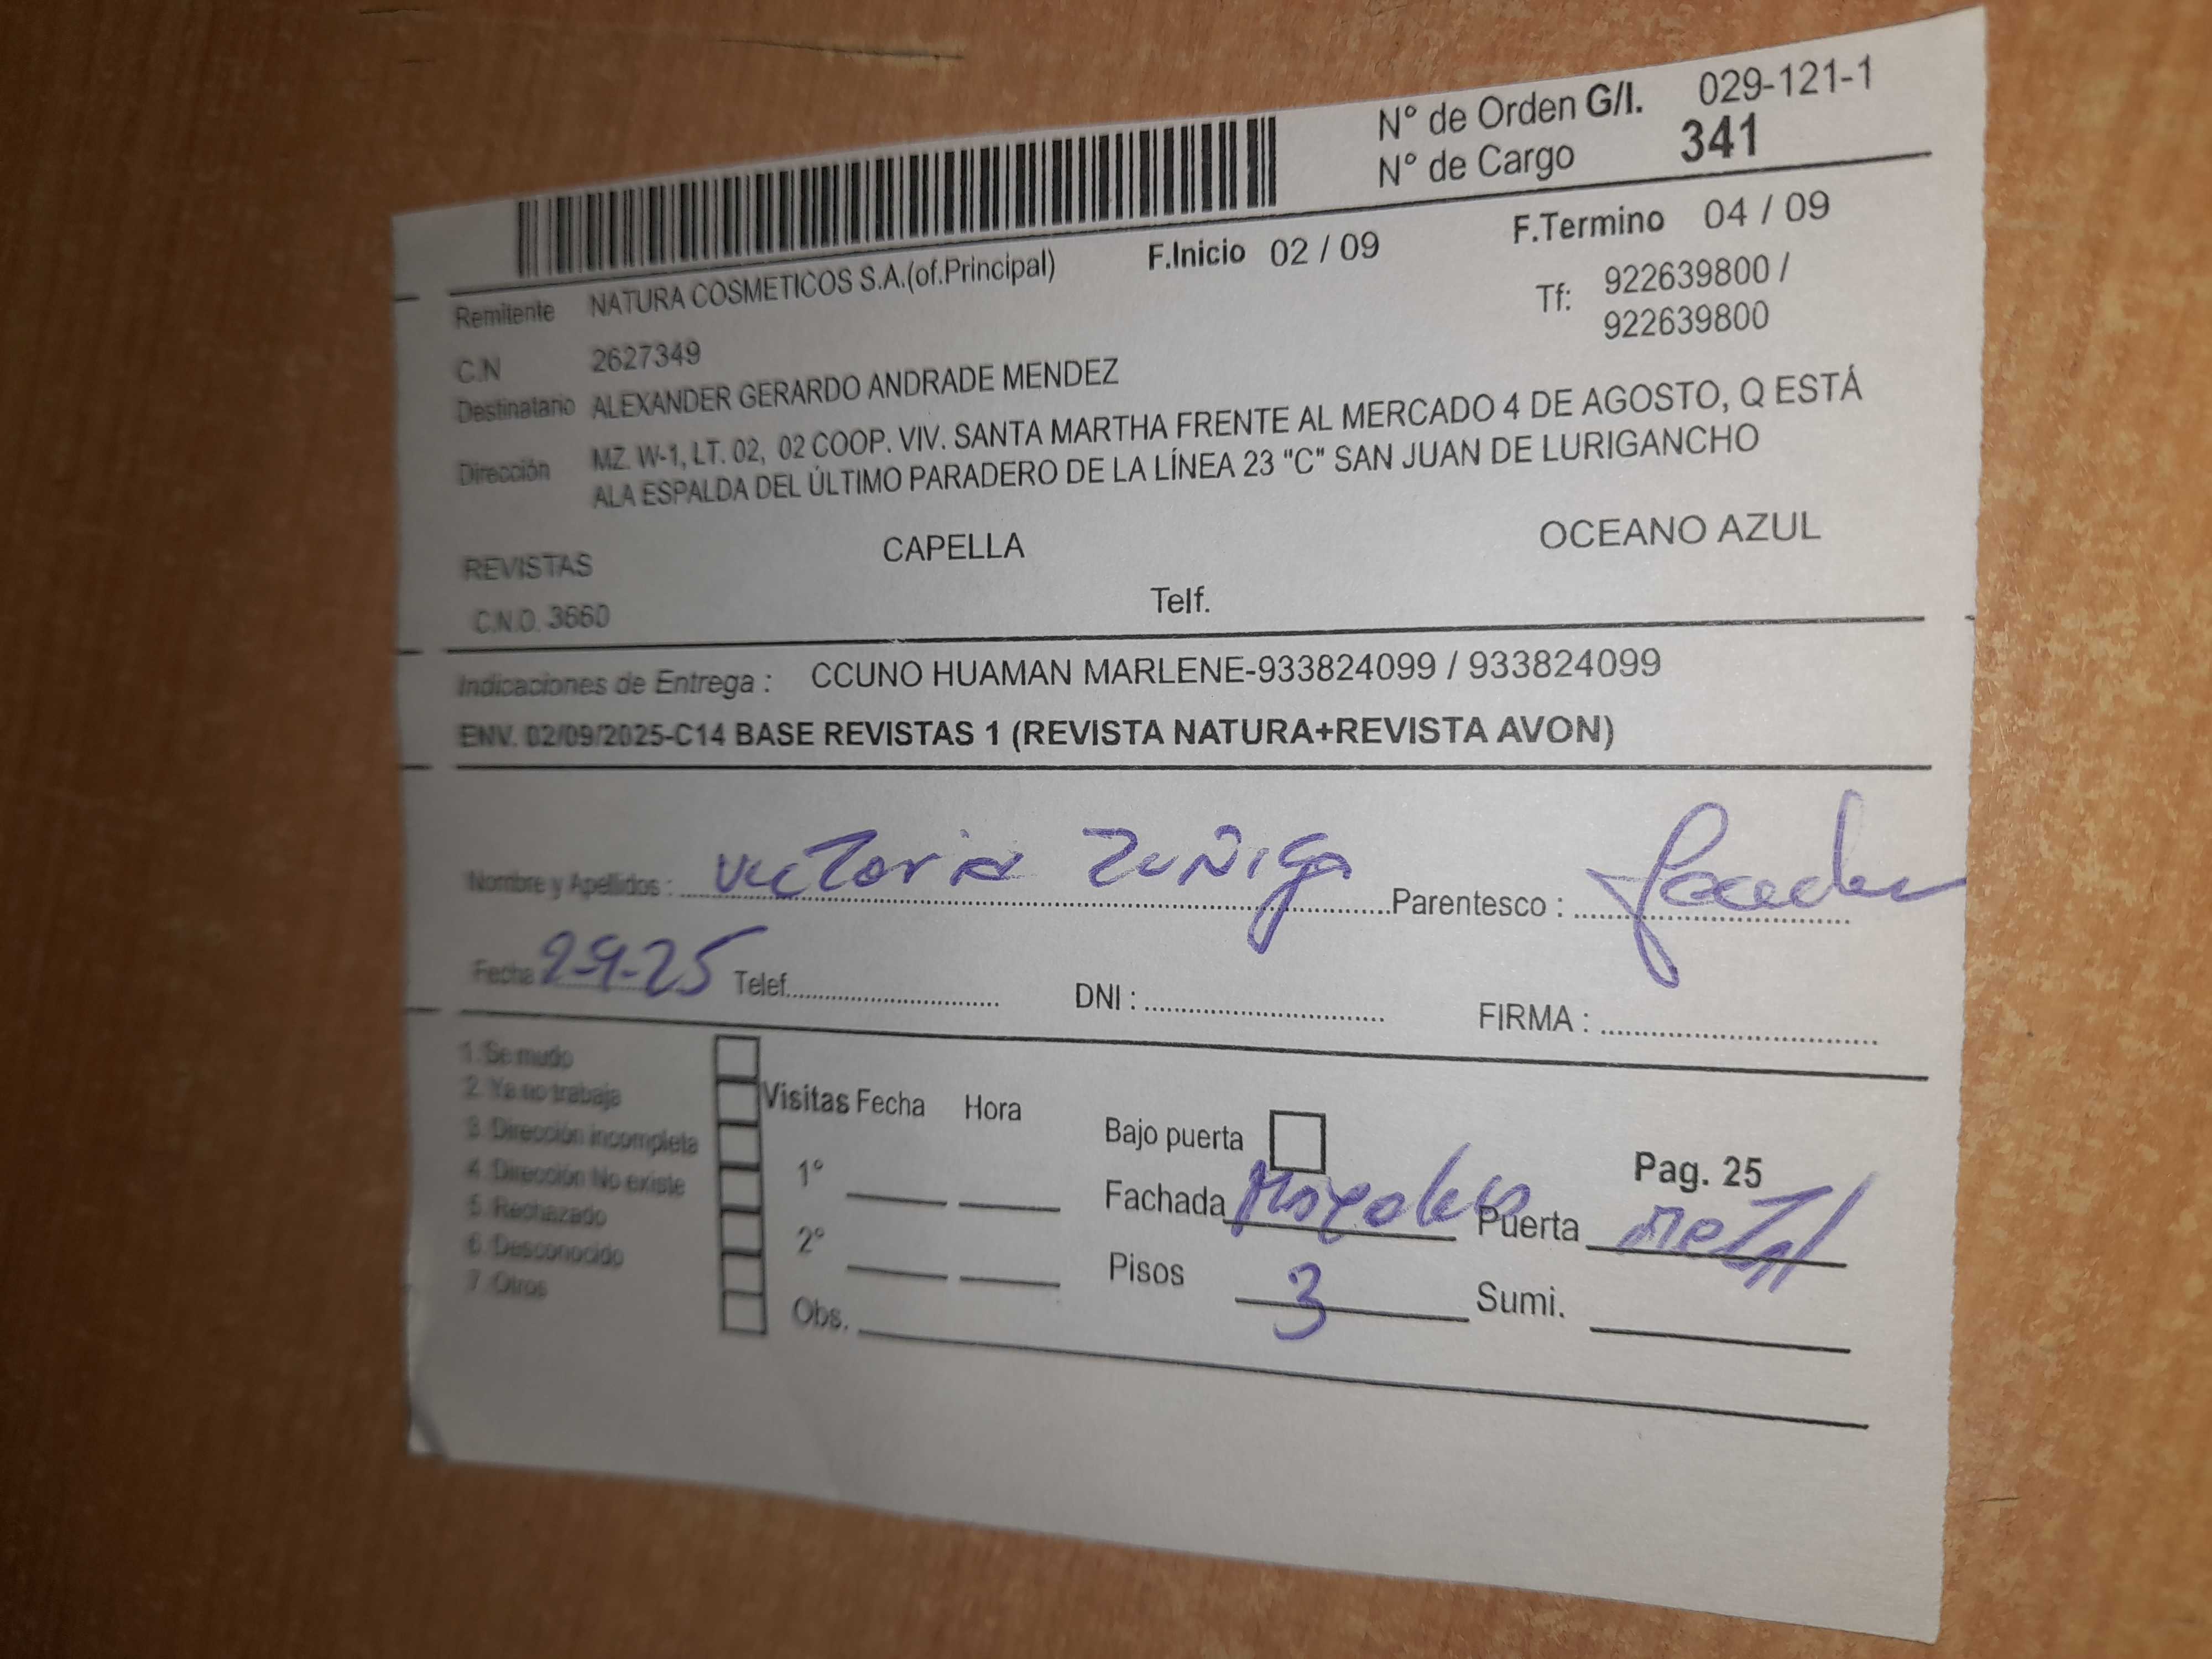 N° de Orden G/I. 029-121-1
N° de Cargo 341
F.Inicio 02 / 09 F.Termino 04 / 09
Remitente NATURA COSMETICOS S.A.(of.Principal) Tf: 922639800 /
922639800
C.N 2627349
Destinatario ALEXANDER GERARDO ANDRADE MENDEZ
Dirección MZ. W-1, LT. 02, 02 COOP. VIV. SANTA MARTHA FRENTE AL MERCADO 4 DE AGOSTO, Q ESTÁ
ALA ESPALDA DEL ÚLTIMO PARADERO DE LA LÍNEA 23 "C" SAN JUAN DE LURIGANCHO
REVISTAS CAPELLA OCEANO AZUL
C.N.O. 3660 Telf.
Indicaciones de Entrega : CCUNO HUAMAN MARLENE-933824099 / 933824099
ENV. 02/09/2025-C14 BASE REVISTAS 1 (REVISTA NATURA+REVISTA AVON)
Nombre y Apellidos : Victoria Zuñiga Parentesco :
Fecha 2-9-25 Telef. DNI : FIRMA :
1. Se mudo
2. Ya no trabaja Visitas Fecha Hora
3. Dirección incompleta Bajo puerta
4. Dirección No existe 1° Pag. 25
5. Rechazado Fachada Puerta metal
6. Desconocido 2° Pisos 3 Sumi.
7. Otros Obs.